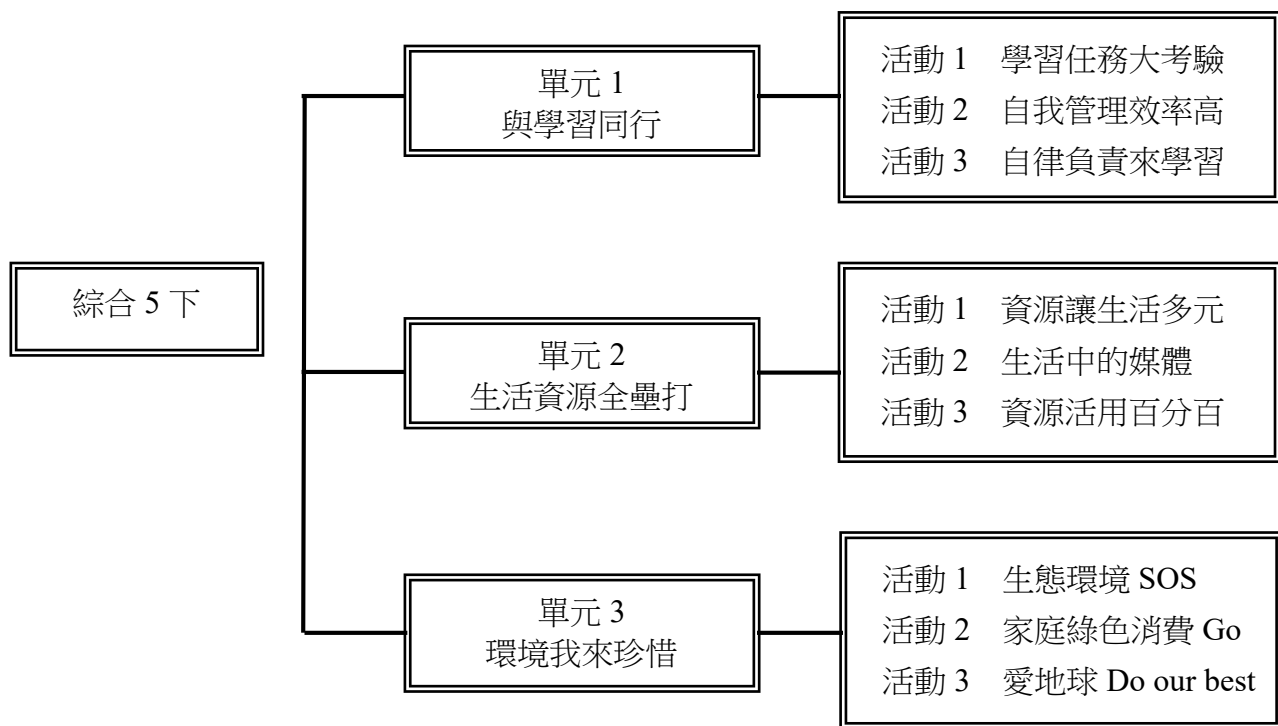 綜合 5 下
單元 1
與學習同行
活動 1 學習任務大考驗
活動 2 自我管理效率高
活動 3 自律負責來學習
單元 2
生活資源全壘打
活動 1 資源讓生活多元
活動 2 生活中的媒體
活動 3 資源活用百分百
單元 3
環境我來珍惜
活動 1 生態環境 SOS
活動 2 家庭綠色消費 Go
活動 3 愛地球 Do our best